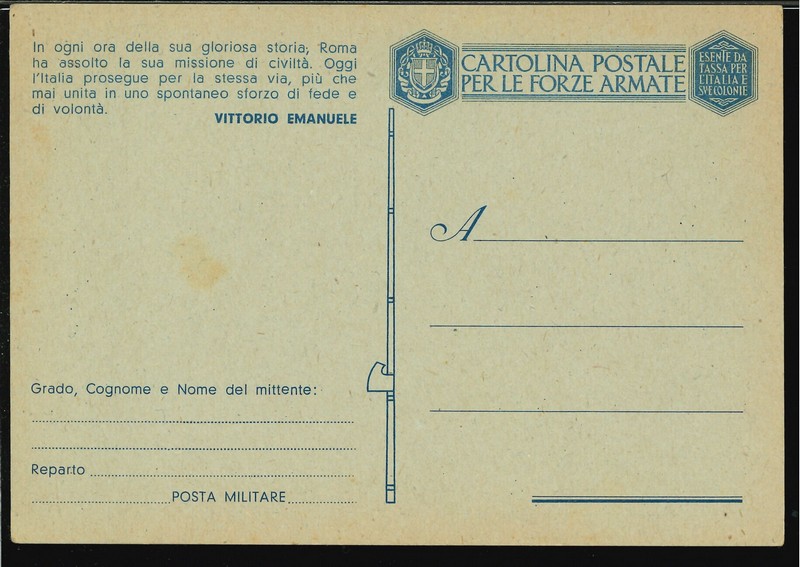 In ogni ora della sua gloriosa storia, Roma
ha assolto la sua missione di civiltà. Oggi
l'Italia prosegue per la stessa via, più che
mai unita in uno spontaneo sforzo di fede e
di volontà.
VITTORIO EMANUELE
CARTOLINA POSTALE
PER LE FORZE ARMATE
ESENTE DA
TASSA PER
L'ITALIA E
SVE COLONIE
A
Grado, Cognome e Nome del mittente:
Reparto
POSTA MILITARE